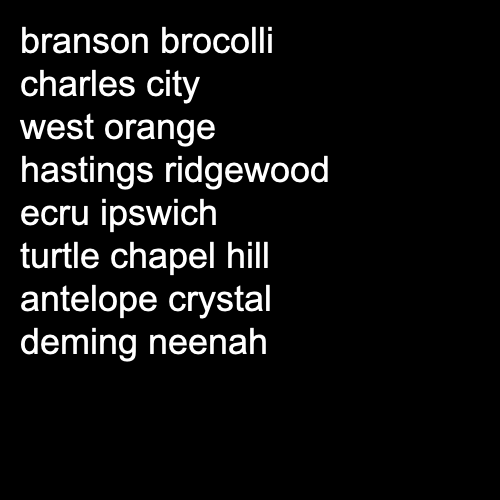 branson brocolli
charles city
west orange
hastings ridgewood
ecru ipswich
turtle chapel hill
antelope crystal
deming neenah